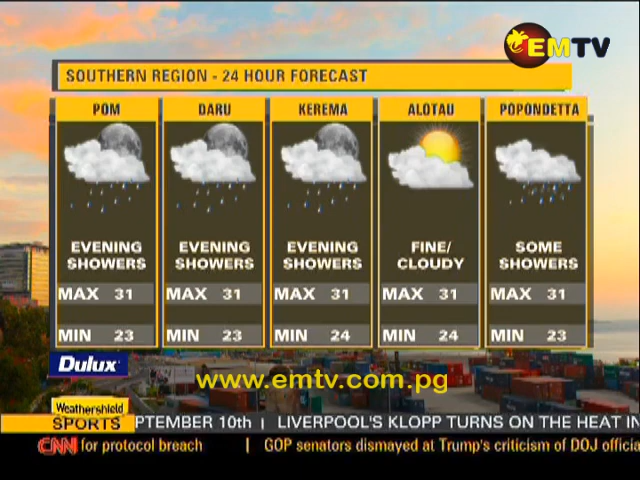 EMTV
SOUTHERN REGION - 24 HOUR FORECAST
POM DARU KEREMA ALOTAU POPONDETTA
EVENING SHOWERS
EVENING SHOWERS
EVENING SHOWERS
FINE/ CLOUDY
SOME SHOWERS
MAX 31 MAX 31 MAX 31 MAX 31 MAX 31
MIN 23 MIN 23 MIN 24 MIN 24 MIN 23
Dulux
www.emtv.com.pg
Weathershield
SPORTS PTEMBER 10th | LIVERPOOL'S KLOPP TURNS ON THE HEAT IN
CNN for protocol breach | GOP senators dismayed at Trump's criticism of DOJ officia